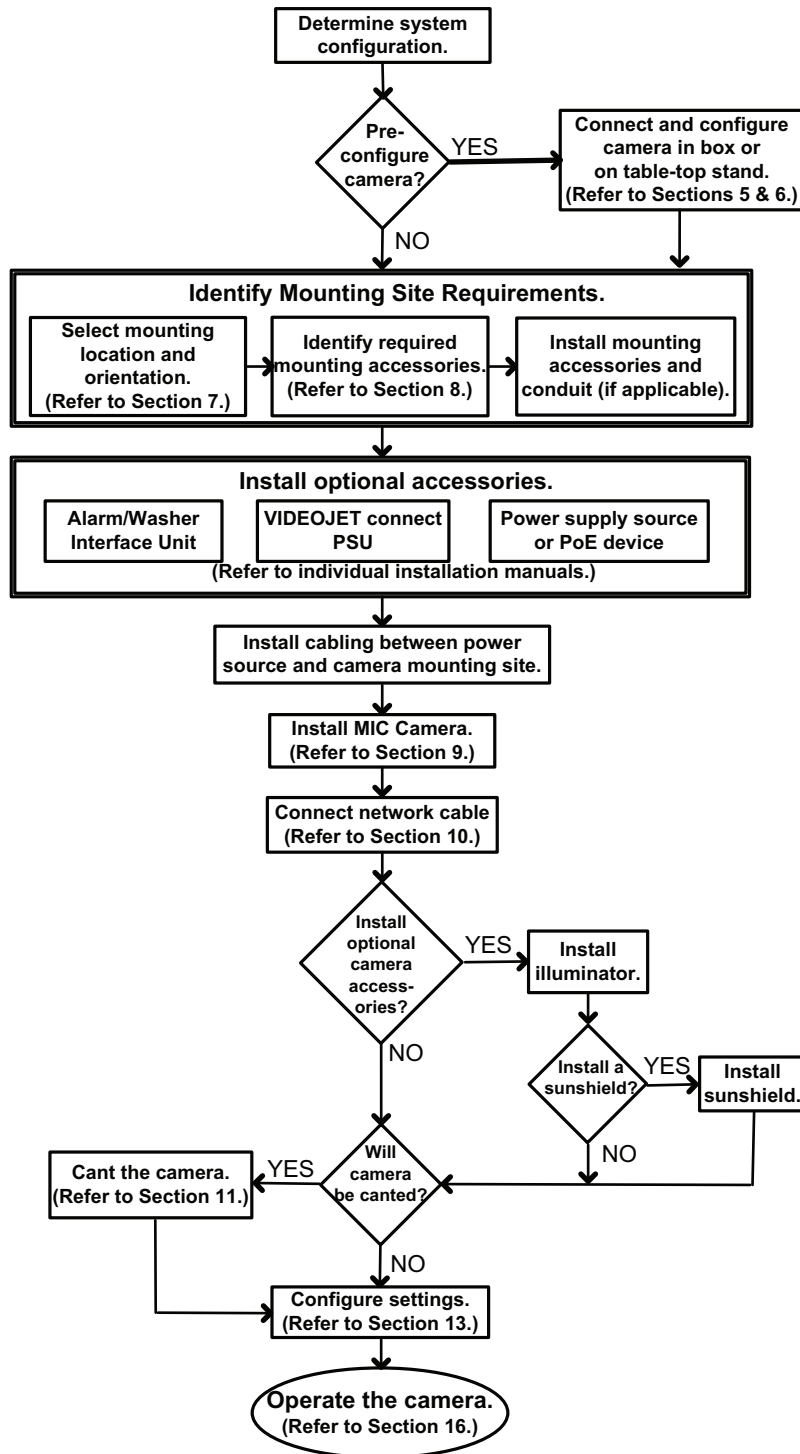 Determine system
configuration.
Pre-
configure
camera?
YES
Connect and configure
camera in box or
on table-top stand.
(Refer to Sections 5 & 6.)
NO
Identify Mounting Site Requirements.
Select mounting
location and
orientation.
(Refer to Section 7.)
Identify required
mounting accessories.
(Refer to Section 8.)
Install mounting
accessories and
conduit (if applicable).
Install optional accessories.
Alarm/Washer
Interface Unit
VIDEOJET connect
PSU
Power supply source
or PoE device
(Refer to individual installation manuals.)
Install cabling between power
source and camera mounting site.
Install MIC Camera.
(Refer to Section 9.)
Connect network cable
(Refer to Section 10.)
Install
optional
camera
access-
ories?
YES
Install
illuminator.
NO
Install a
sunshield?
YES
Install
sunshield.
NO
Will
camera
be canted?
YES
Cant the camera.
(Refer to Section 11.)
NO
Configure settings.
(Refer to Section 13.)
Operate the camera.
(Refer to Section 16.)